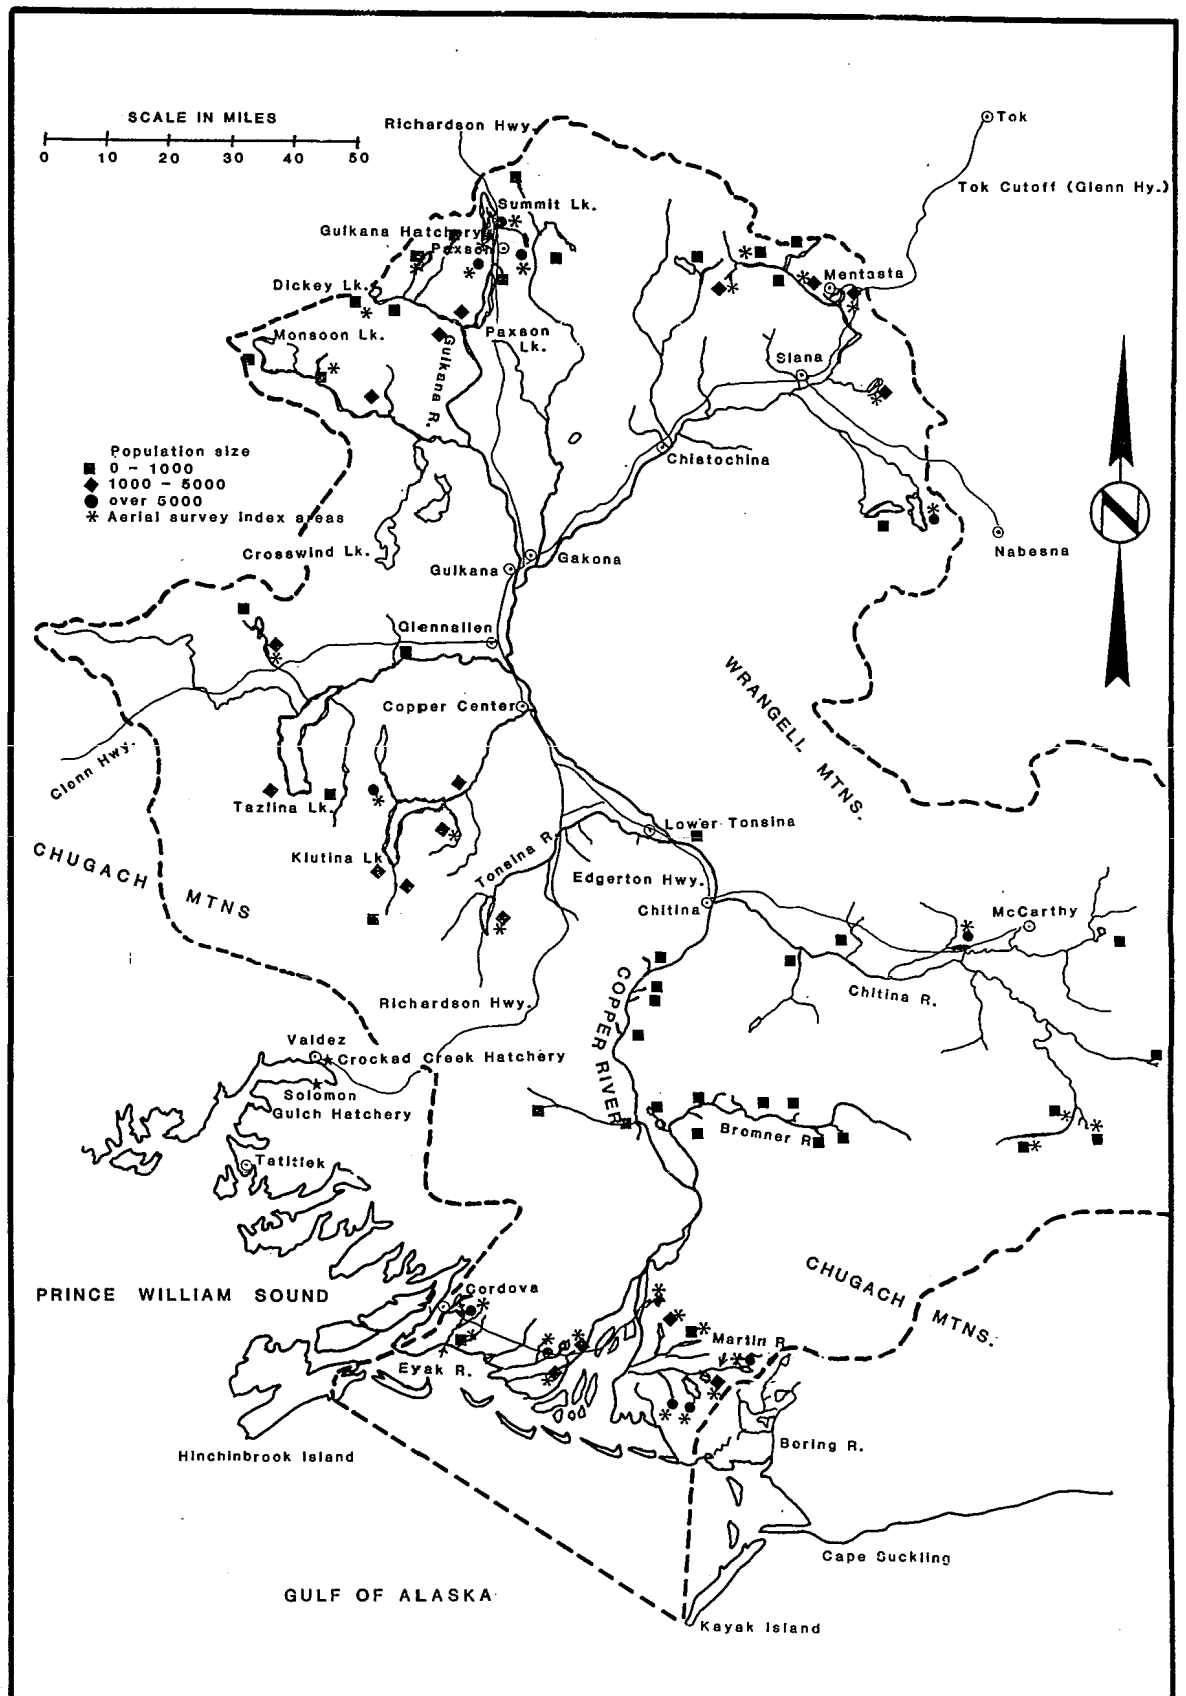 SCALE IN MILES
0 10 20 30 40 50
Richardson Hwy.
Tok
Tok Cutoff (Glenn Hy.)
Summit Lk.
Gulkana Hatchery
Paxson
Mentasta
Dickey Lk.
Monsoon Lk.
Paxson
Lk.
Gulkana R.
Slana
Population size
0 - 1000
1000 - 5000
over 5000
* Aerial survey index areas
Chistochina
Crosswind Lk.
Gulkana
Gakona
Nabesna
Glennallen
WRANGELL MTNS.
Copper Center
Glenn Hwy.
Tazlina Lk.
Lower Tonsina
CHUGACH MTNS
Klutina Lk
Tonsina R.
Edgerton Hwy.
Chitina
McCarthy
COPPER RIVER
Chitina R.
Richardson Hwy.
Valdez
Crockad Creek Hatchery
Solomon
Gulch Hatchery
Bromner R
Tatitlek
PRINCE WILLIAM SOUND
Cordova
CHUGACH MTNS.
Martin R
Eyak R.
Hinchinbrook Island
Boring R.
Cape Suckling
GULF OF ALASKA
Kayak Island
N